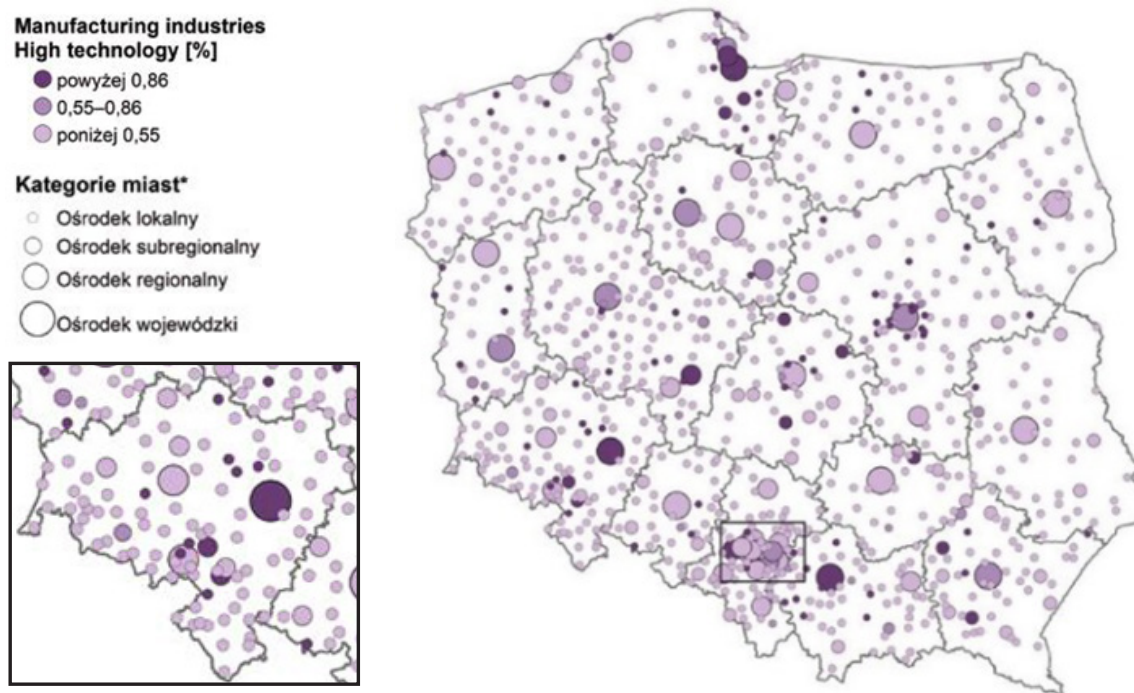 Manufacturing industries
High technology [%]
powyżej 0,86
0,55–0,86
poniżej 0,55
Kategorie miast*
Ośrodek lokalny
Ośrodek subregionalny
Ośrodek regionalny
Ośrodek wojewódzki